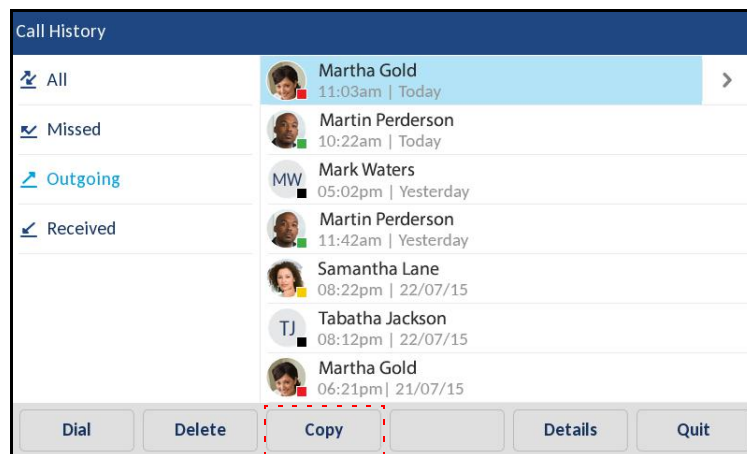 Call History
All
Missed
Outgoing
Received
Martha Gold
11:03am | Today
Martin Perderson
10:22am | Today
MW
Mark Waters
05:02pm | Yesterday
Martin Perderson
11:42am | Yesterday
Samantha Lane
08:22pm | 22/07/15
TJ
Tabatha Jackson
08:12pm | 22/07/15
Martha Gold
06:21pm| 21/07/15
Dial
Delete
Copy
Details
Quit